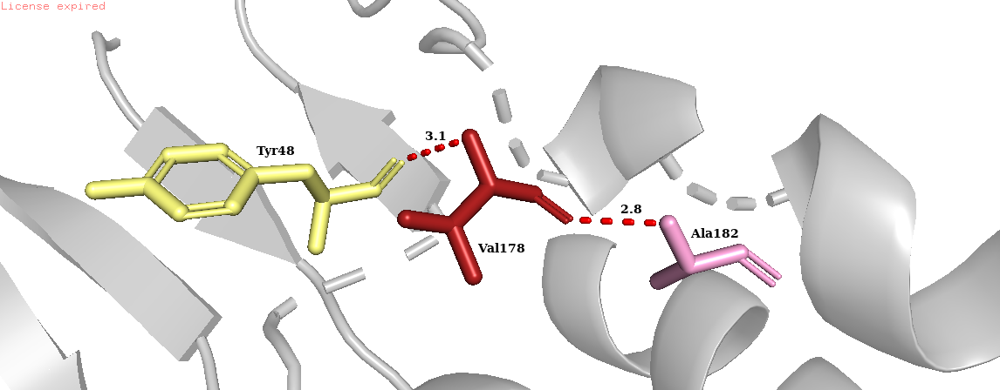 License expired
3.1
Tyr48
2.8
Ala182
Val178